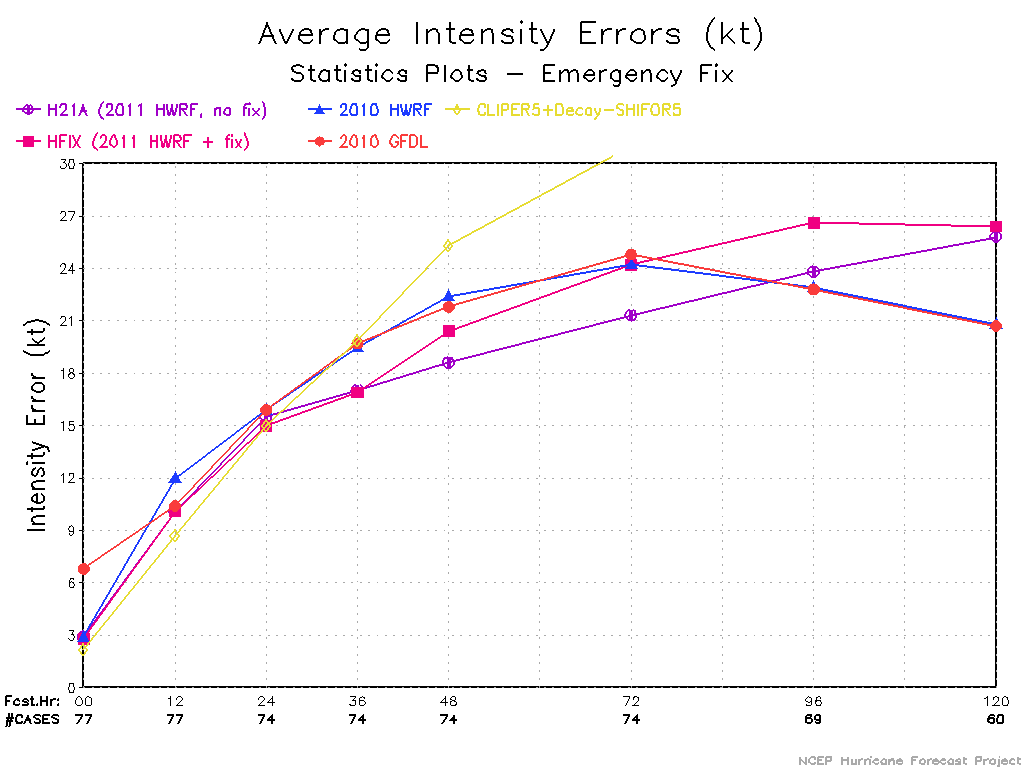 Average Intensity Errors (kt)
Statistics Plots – Emergency Fix
H21A (2011 HWRF, no fix) 2010 HWRF CLIPER5+Decay–SHIFOR5
HFIX (2011 HWRF + fix) 2010 GFDL
Intensity Error (kt)
30
27
24
21
18
15
12
9
6
3
0
Fcst.Hr: 00 12 24 36 48 72 96 120
#CASES 77 77 74 74 74 74 69 60
NCEP Hurricane Forecast Project